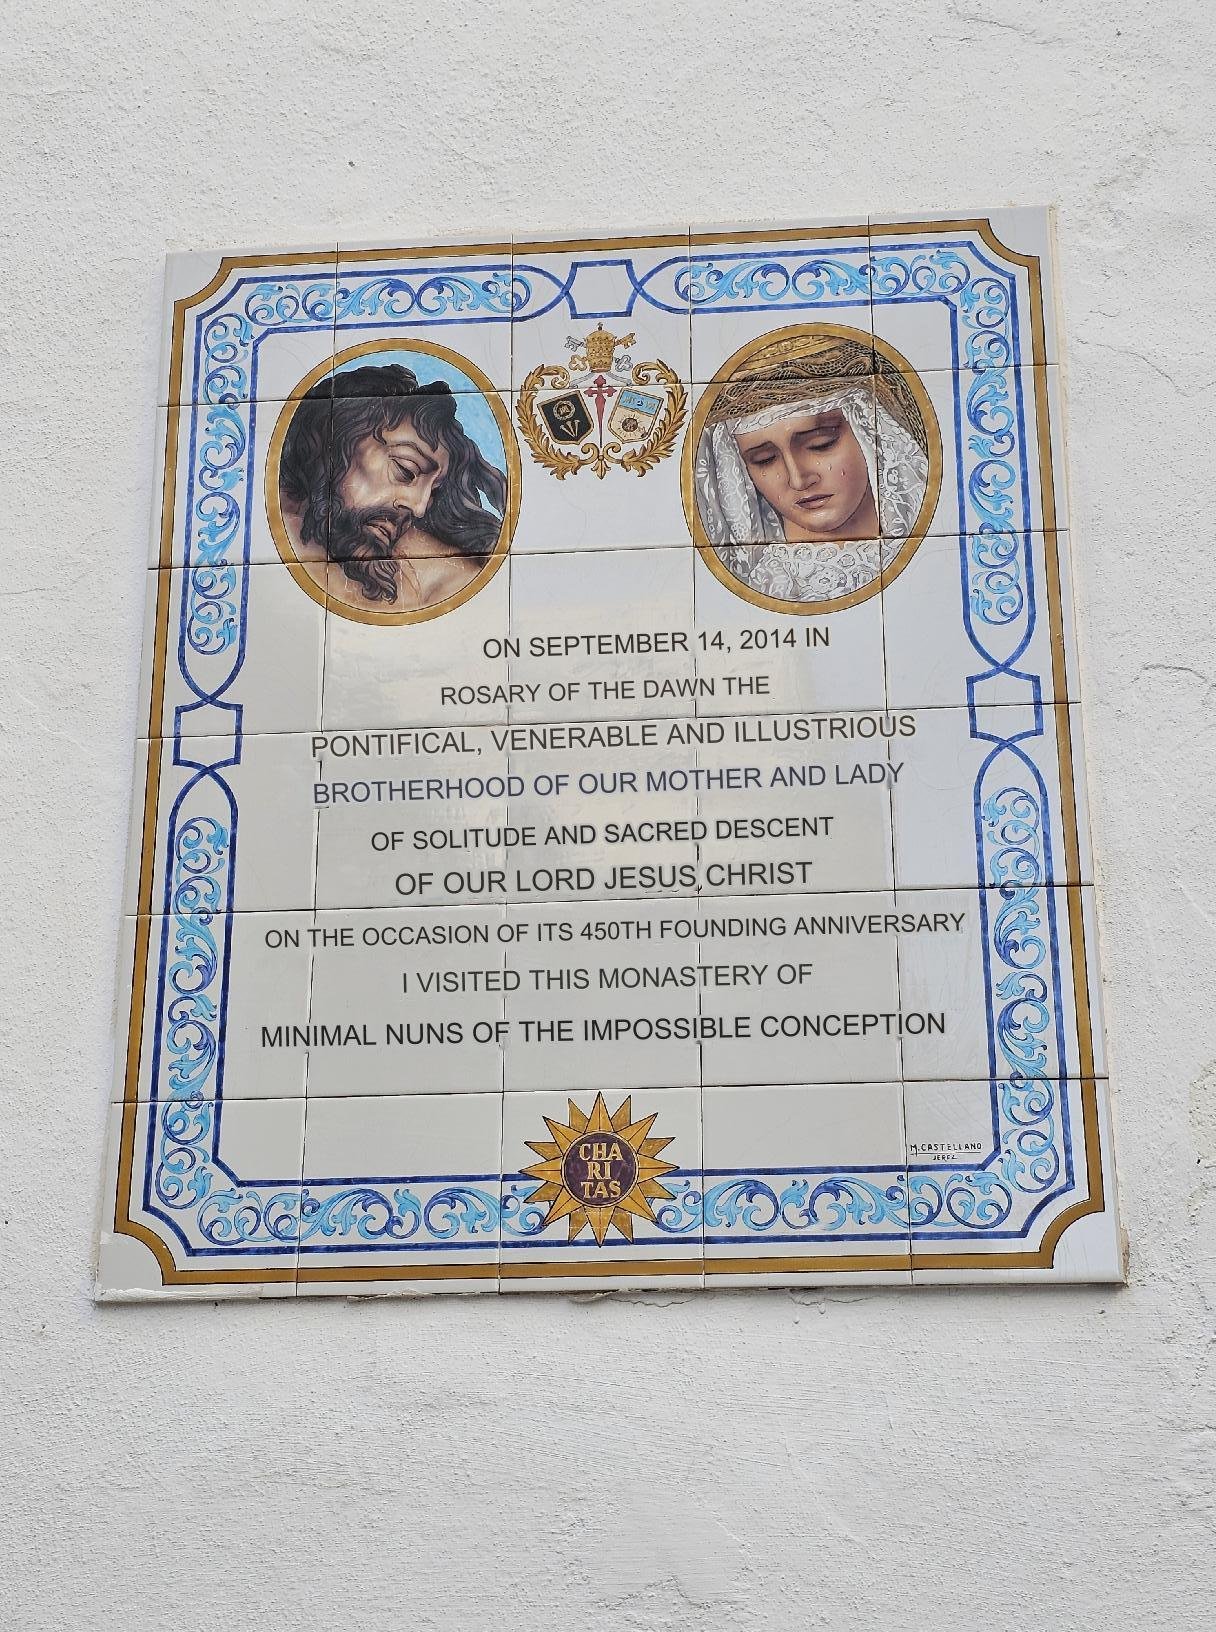 ON SEPTEMBER 14, 2014 IN
ROSARY OF THE DAWN THE
PONTIFICAL, VENERABLE AND ILLUSTRIOUS
BROTHERHOOD OF OUR MOTHER AND LADY
OF SOLITUDE AND SACRED DESCENT
OF OUR LORD JESUS CHRIST
ON THE OCCASION OF ITS 450TH FOUNDING ANNIVERSARY
I VISITED THIS MONASTERY OF
MINIMAL NUNS OF THE IMPOSSIBLE CONCEPTION
CHA
RI
TAS
M. CASTELLANO
JEREZ